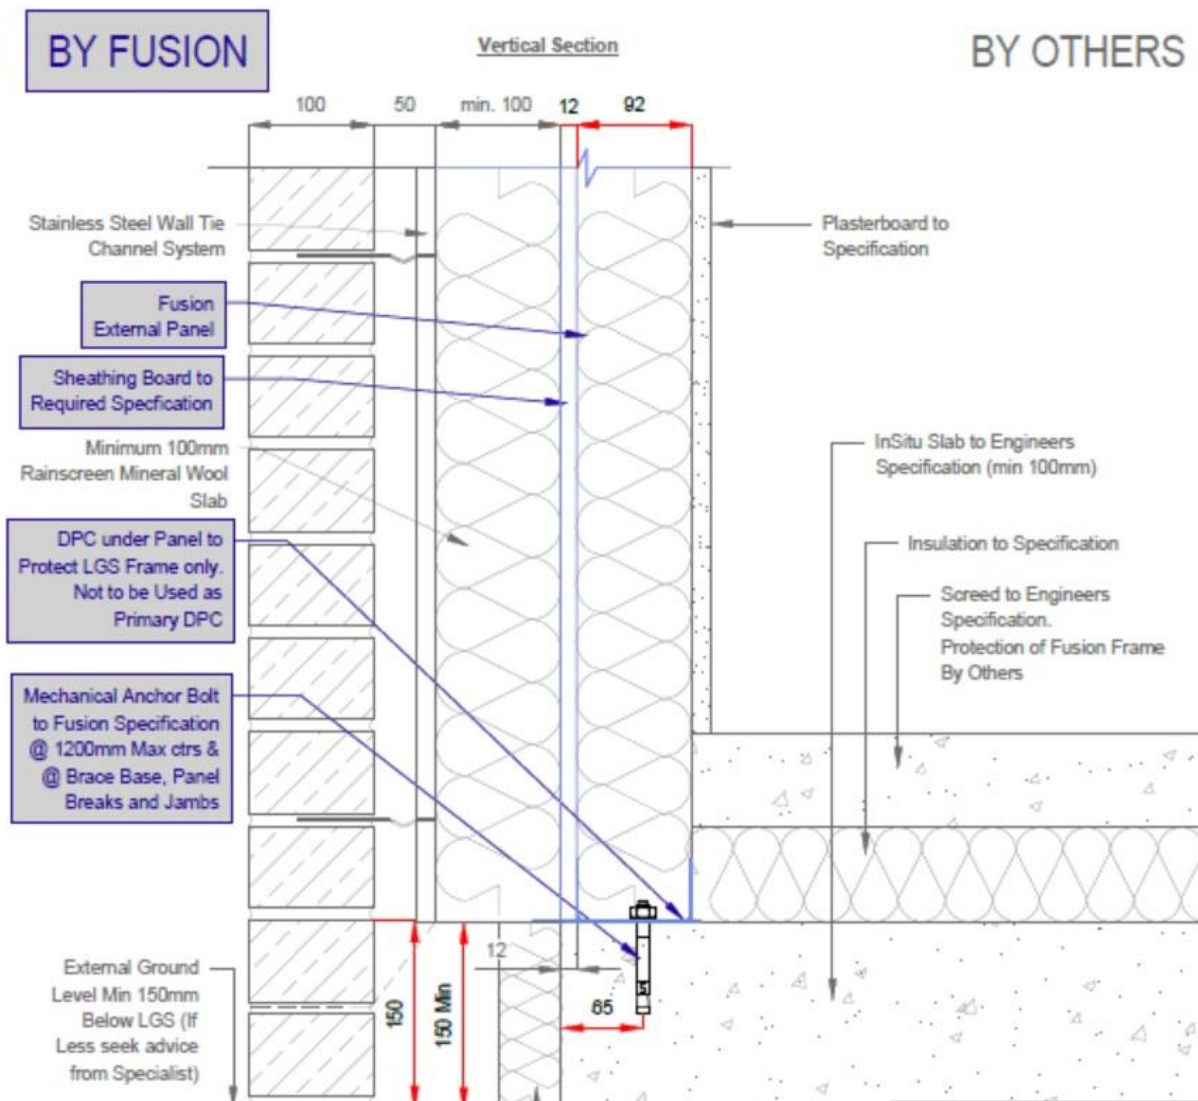 BY FUSION
Vertical Section
BY OTHERS
100
50
min. 100
12
92
Stainless Steel Wall Tie
Channel System
Plasterboard to
Specification
Fusion
External Panel
Sheathing Board to
Required Specfication
Minimum 100mm
Rainscreen Mineral Wool
Slab
InSitu Slab to Engineers
Specification (min 100mm)
DPC under Panel to
Protect LGS Frame only.
Not to be Used as
Primary DPC
Insulation to Specification
Screed to Engineers
Specification.
Protection of Fusion Frame
By Others
Mechanical Anchor Bolt
to Fusion Specification
@ 1200mm Max ctrs &
@ Brace Base, Panel
Breaks and Jambs
12
External Ground
Level Min 150mm
Below LGS (If
Less seek advice
from Specialist)
150
150 Min
85